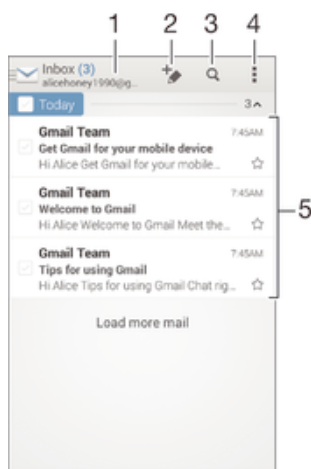 1 2 3 4
Inbox (3)
alicehoney1990@g...
Today 3
Gmail Team 7:45AM
Get Gmail for your mobile device
Hi Alice Get Gmail for your mobile...
Gmail Team 7:45AM
Welcome to Gmail
Hi Alice Welcome to Gmail Meet the...
5
Gmail Team 7:45AM
Tips for using Gmail
Hi Alice Tips for using Gmail Chat rig...
Load more mail